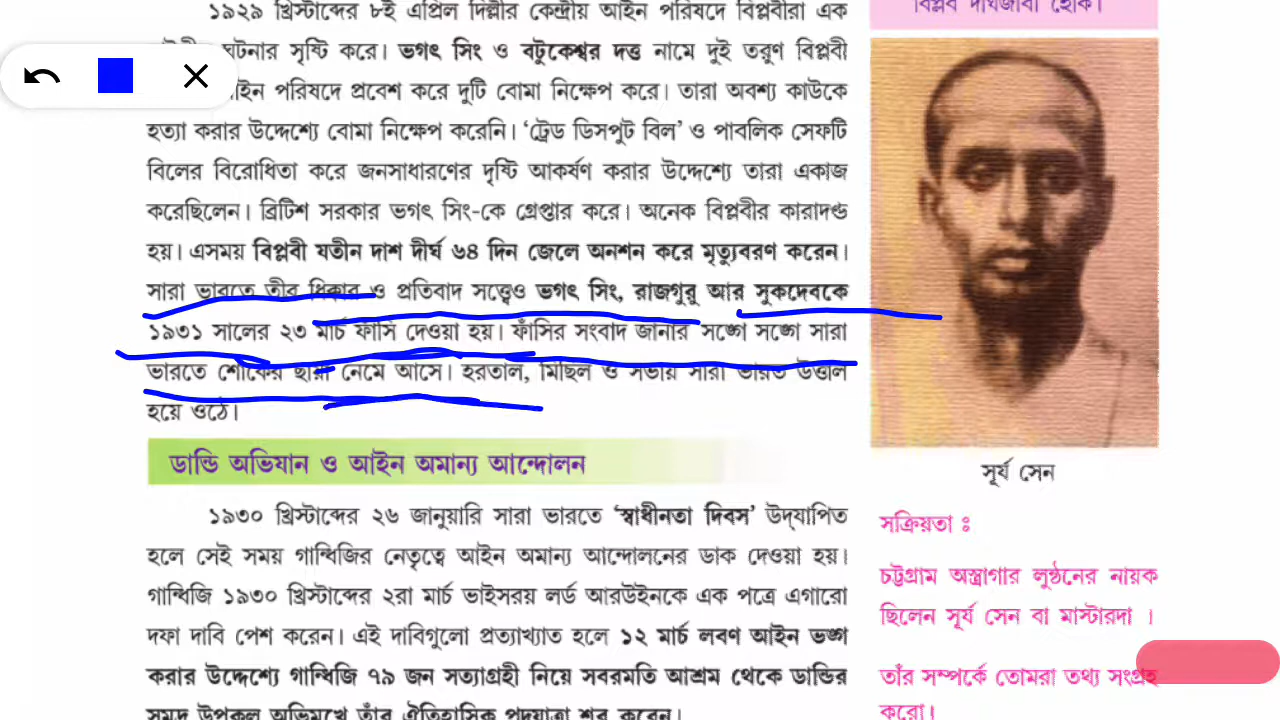 ১৯২৯ খ্রিস্টাব্দের ৮ই এপ্রিল দিল্লীর কেন্দ্রীয় আইন পরিষদে বিপ্লবীরা এক
ঘটনার সৃষ্টি করে। ভগৎ সিং ও বটুকেশ্বর দত্ত নামে দুই তরুণ বিপ্লবী
আইন পরিষদে প্রবেশ করে দুটি বোমা নিক্ষেপ করে। তারা অবশ্য কাউকে
হত্যা করার উদ্দেশ্যে বোমা নিক্ষেপ করেনি। ‘ট্রেড ডিসপুট বিল’ ও পাবলিক সেফটি
বিলের বিরোধিতা করে জনসাধারণের দৃষ্টি আকর্ষণ করার উদ্দেশ্যে তারা একাজ
করেছিলেন। ব্রিটিশ সরকার ভগৎ সিং-কে গ্রেপ্তার করে। অনেক বিপ্লবীর কারাদণ্ড
হয়। এসময় বিপ্লবী যতীন দাশ দীর্ঘ ৬৪ দিন জেলে অনশন করে মৃত্যুবরণ করেন।
সারা ভারতে তীব্র ধিক্কার ও প্রতিবাদ সত্ত্বেও ভগৎ সিং, রাজগুরু আর সুকদেবকে
১৯৩১ সালের ২৩ মার্চ ফাঁসি দেওয়া হয়। ফাঁসির সংবাদ জানার সঙ্গে সঙ্গে সারা
ভারতে শোকের ছায়া নেমে আসে। হরতাল, মিছিল ও সভায় সারা ভারত উত্তাল
হয়ে ওঠে।
ডান্ডি অভিযান ও আইন অমান্য আন্দোলন
১৯৩০ খ্রিস্টাব্দের ২৬ জানুয়ারি সারা ভারতে ‘স্বাধীনতা দিবস’ উদ্‌যাপিত
হলে সেই সময় গান্ধিজির নেতৃত্বে আইন অমান্য আন্দোলনের ডাক দেওয়া হয়।
গান্ধিজি ১৯৩০ খ্রিস্টাব্দের ২রা মার্চ ভাইসরয় লর্ড আরউইনকে এক পত্রে এগারো
দফা দাবি পেশ করেন। এই দাবিগুলো প্রত্যাখ্যাত হলে ১২ মার্চ লবণ আইন ভঙ্গ
করার উদ্দেশ্যে গান্ধিজি ৭৯ জন সত্যাগ্রহী নিয়ে সবরমতি আশ্রম থেকে ডান্ডির
সমুদ্র উপকূল অভিমুখে তাঁর ঐতিহাসিক পদযাত্রা শুরু করেন।
বিপ্লব দীর্ঘজীবী হোক।
সূর্য সেন
সক্রিয়তা ঃ
চট্টগ্রাম অস্ত্রাগার লুণ্ঠনের নায়ক
ছিলেন সূর্য সেন বা মাস্টারদা ।
তাঁর সম্পর্কে তোমরা তথ্য সংগ্রহ
করো।